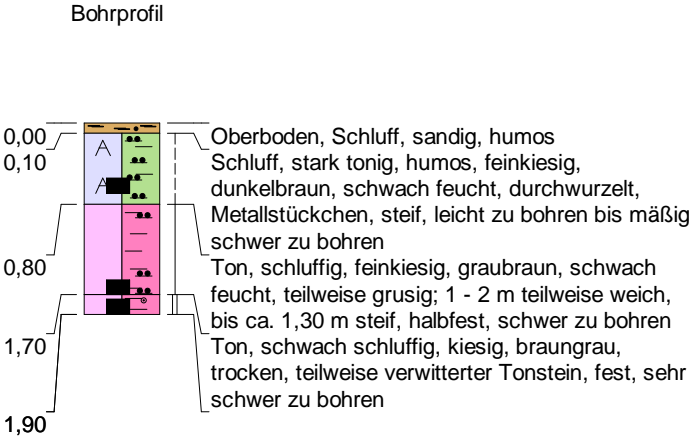 Bohrprofil
0,00
Oberboden, Schluff, sandig, humos
0,10
Schluff, stark tonig, humos, feinkiesig,
dunkelbraun, schwach feucht, durchwurzelt,
Metallstückchen, steif, leicht zu bohren bis mäßig
schwer zu bohren
A
A
0,80
Ton, schluffig, feinkiesig, graubraun, schwach
feucht, teilweise grusig; 1 - 2 m teilweise weich,
bis ca. 1,30 m steif, halbfest, schwer zu bohren
1,70
Ton, schwach schluffig, kiesig, braungrau,
trocken, teilweise verwitterter Tonstein, fest, sehr
schwer zu bohren
1,90